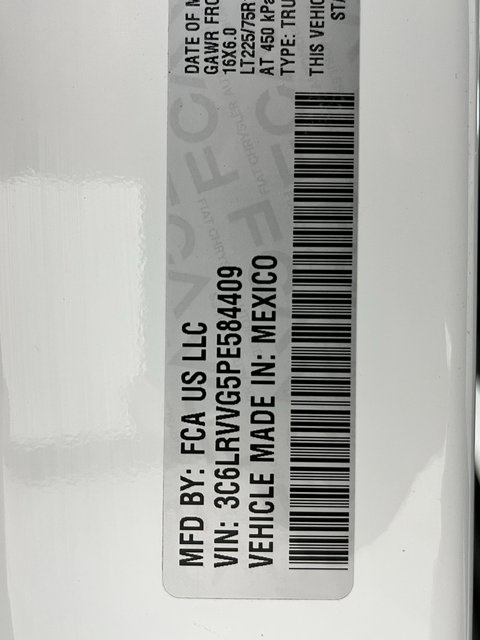 MFD BY: FCA US LLC
VIN: 3C6LRVVG5PE584409
VEHICLE MADE IN: MEXICO
DATE OF M
GAWR FRO
16X6.0
LT225/75R
AT 450 kPa
TYPE: TRU
THIS VEHIC
STA